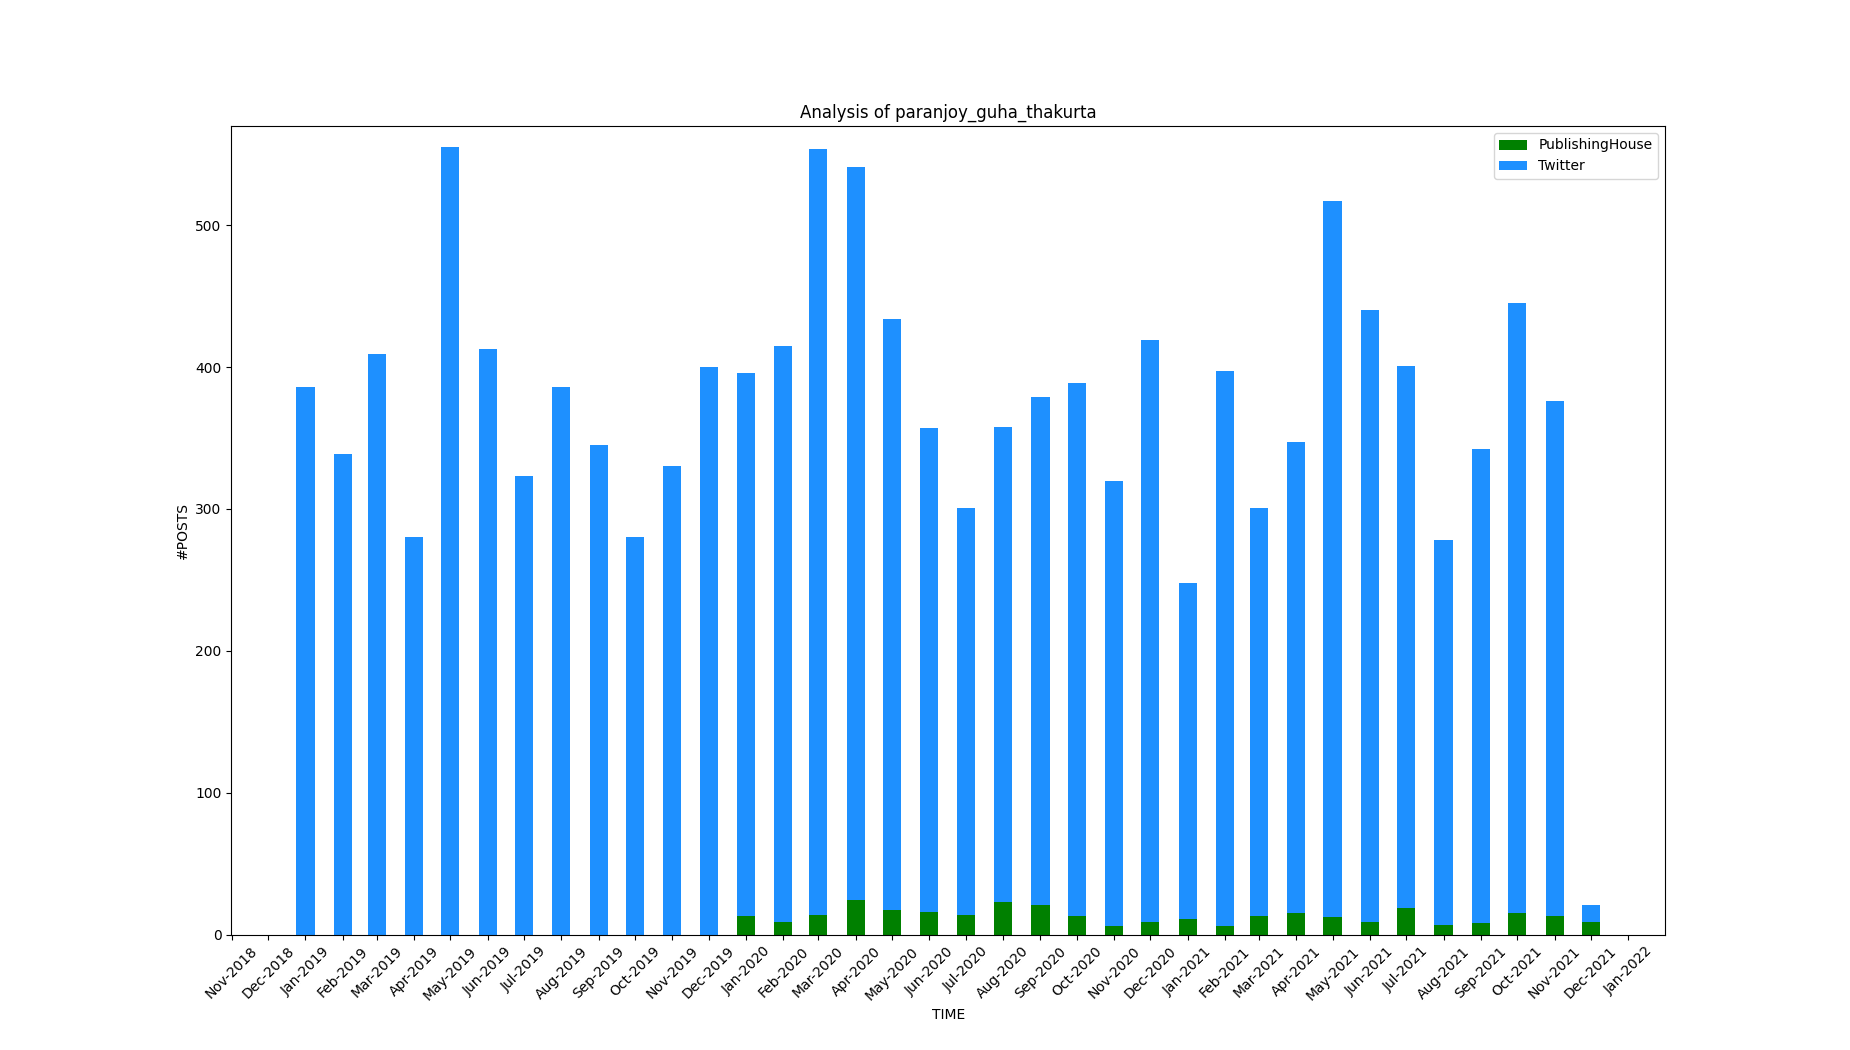 Analysis of paranjoy_guha_thakurta
PublishingHouse
Twitter
#POSTS
500
400
300
200
100
0
Nov-2018
Dec-2018
Jan-2019
Feb-2019
Mar-2019
Apr-2019
May-2019
Jun-2019
Jul-2019
Aug-2019
Sep-2019
Oct-2019
Nov-2019
Dec-2019
Jan-2020
Feb-2020
Mar-2020
Apr-2020
May-2020
Jun-2020
Jul-2020
Aug-2020
Sep-2020
Oct-2020
Nov-2020
Dec-2020
Jan-2021
Feb-2021
Mar-2021
Apr-2021
May-2021
Jun-2021
Jul-2021
Aug-2021
Sep-2021
Oct-2021
Nov-2021
Dec-2021
Jan-2022
TIME